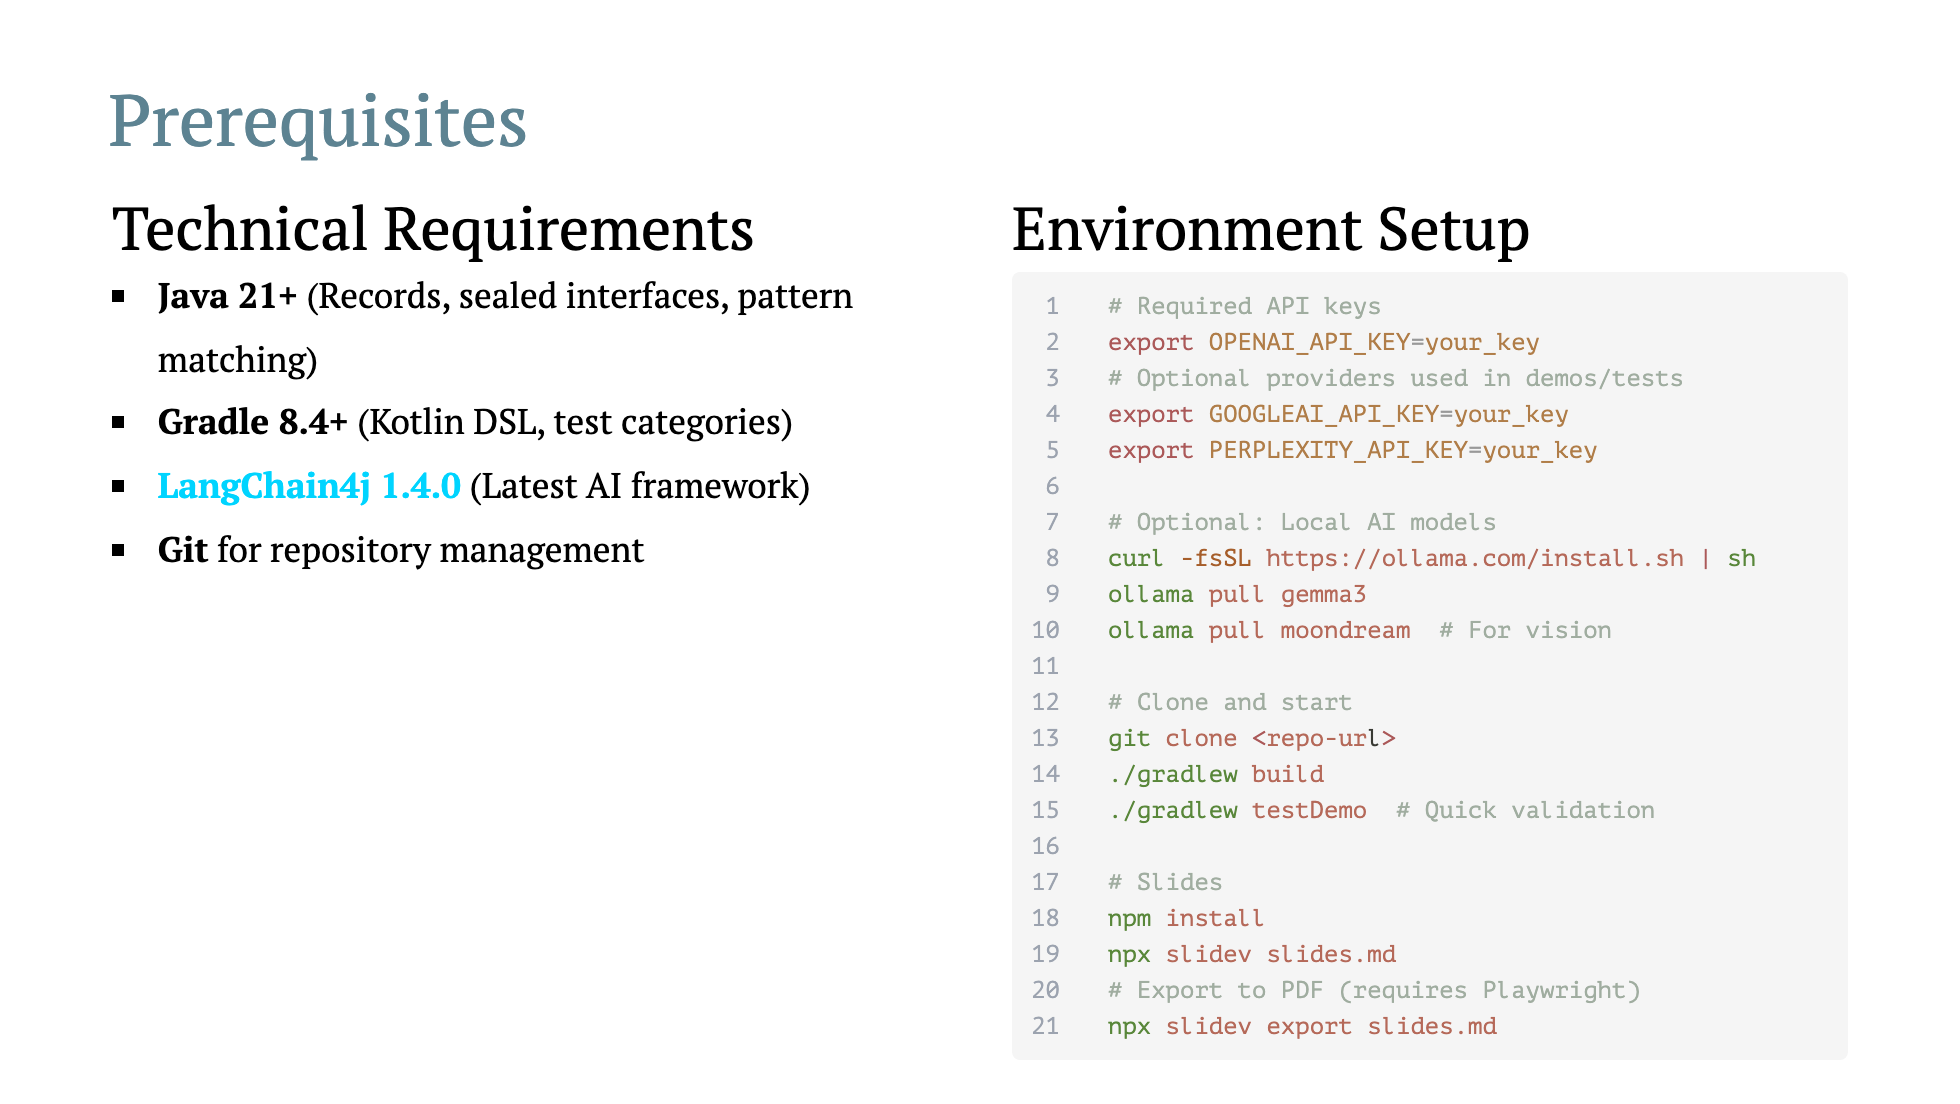 Prerequisites
Technical Requirements
▪ Java 21+ (Records, sealed interfaces, pattern
matching)
▪ Gradle 8.4+ (Kotlin DSL, test categories)
▪ LangChain4j 1.4.0 (Latest AI framework)
▪ Git for repository management
Environment Setup
1 # Required API keys
2 export OPENAI_API_KEY=your_key
3 # Optional providers used in demos/tests
4 export GOOGLEAI_API_KEY=your_key
5 export PERPLEXITY_API_KEY=your_key
6
7 # Optional: Local AI models
8 curl -fsSL https://ollama.com/install.sh | sh
9 ollama pull gemma3
10 ollama pull moondream  # For vision
11
12 # Clone and start
13 git clone <repo-url>
14 ./gradlew build
15 ./gradlew testDemo  # Quick validation
16
17 # Slides
18 npm install
19 npx slidev slides.md
20 # Export to PDF (requires Playwright)
21 npx slidev export slides.md